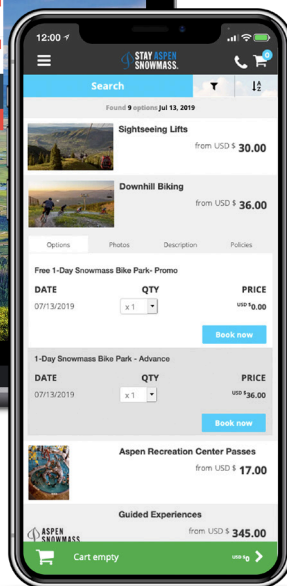 12:00
STAY ASPEN
SNOWMASS.
0
Search
Found 9 options Jul 13, 2019
Sightseeing Lifts
from USD $ 30.00
Downhill Biking
from USD $ 36.00
Options Photos Description Policies
Free 1-Day Snowmass Bike Park- Promo
DATE QTY PRICE
07/13/2019 x 1 USD $0.00
Book now
1-Day Snowmass Bike Park - Advance
DATE QTY PRICE
07/13/2019 x 1 USD $36.00
Book now
Aspen Recreation Center Passes
from USD $ 17.00
Guided Experiences
from USD $ 345.00
ASPEN
SNOWMASS
Cart empty USD $0